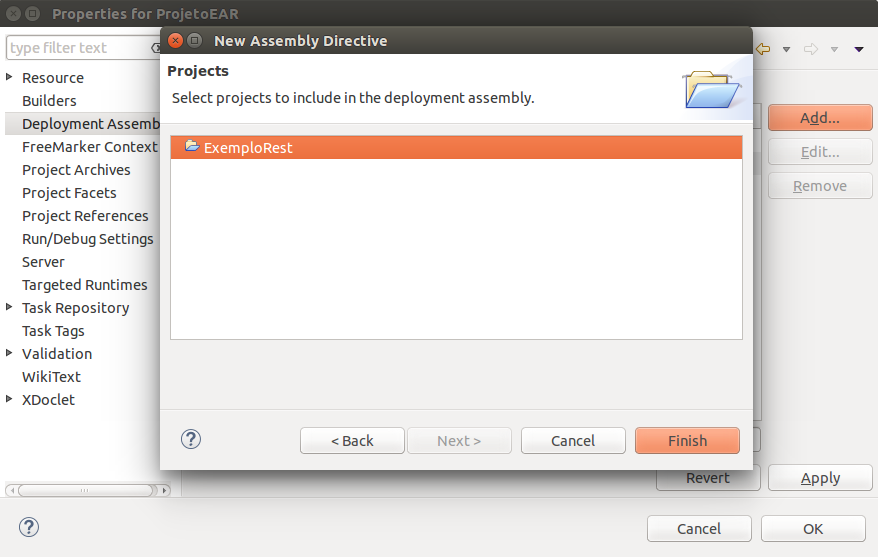 Properties for ProjetoEAR
New Assembly Directive
type filter text
Projects
Select projects to include in the deployment assembly.
Resource
Builders
Deployment Assemb
FreeMarker Context
Project Archives
Project Facets
Project References
Run/Debug Settings
Server
Targeted Runtimes
Task Repository
Task Tags
Validation
WikiText
XDoclet
ExemploRest
Add...
Edit...
Remove
< Back
Next >
Cancel
Finish
Revert
Apply
Cancel
OK